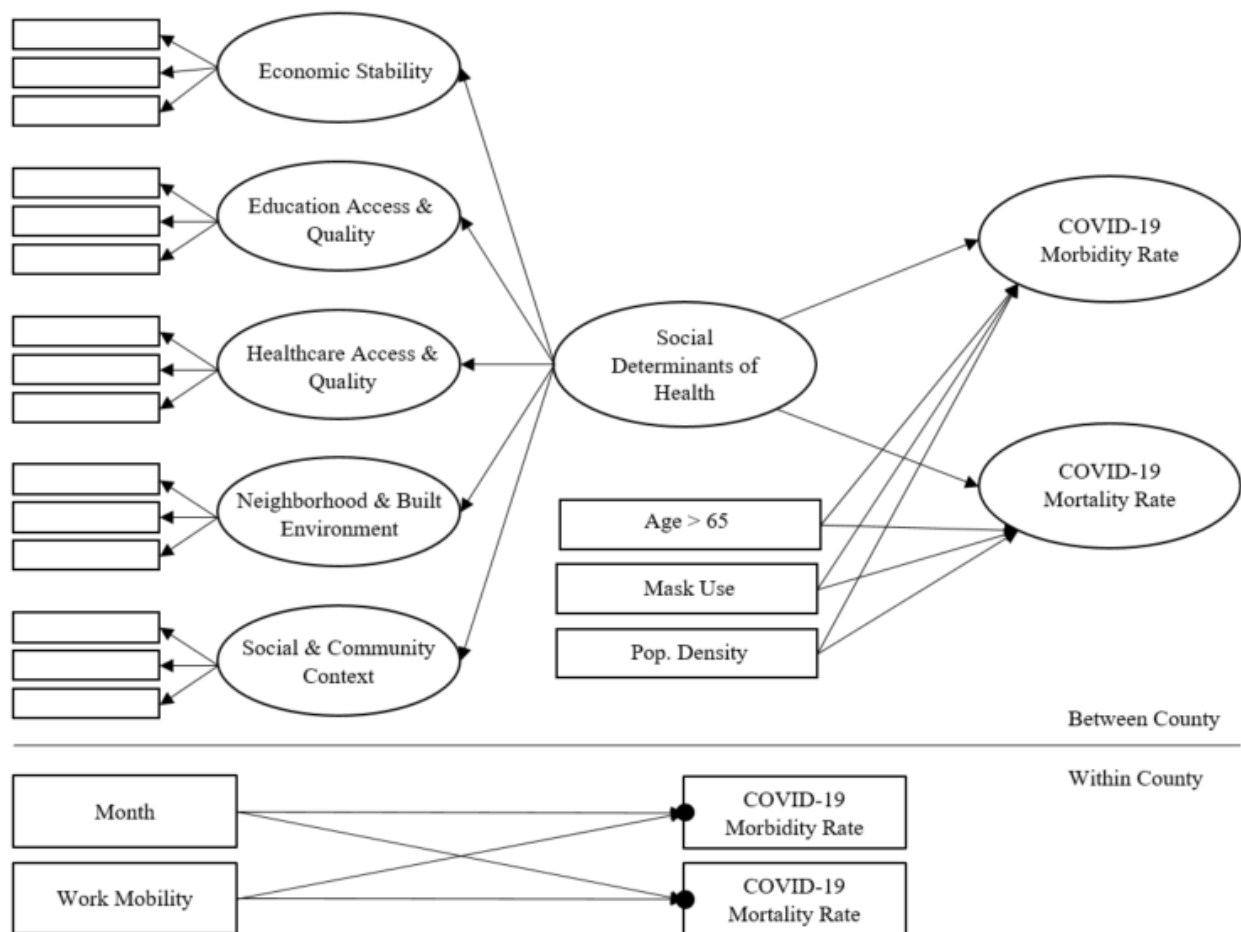 Economic Stability
Education Access &
Quality
Healthcare Access &
Quality
Neighborhood & Built
Environment
Social & Community
Context
Social
Determinants of
Health
COVID-19
Morbidity Rate
COVID-19
Mortality Rate
Age > 65
Mask Use
Pop. Density
Between County
Within County
Month
Work Mobility
COVID-19
Morbidity Rate
COVID-19
Mortality Rate